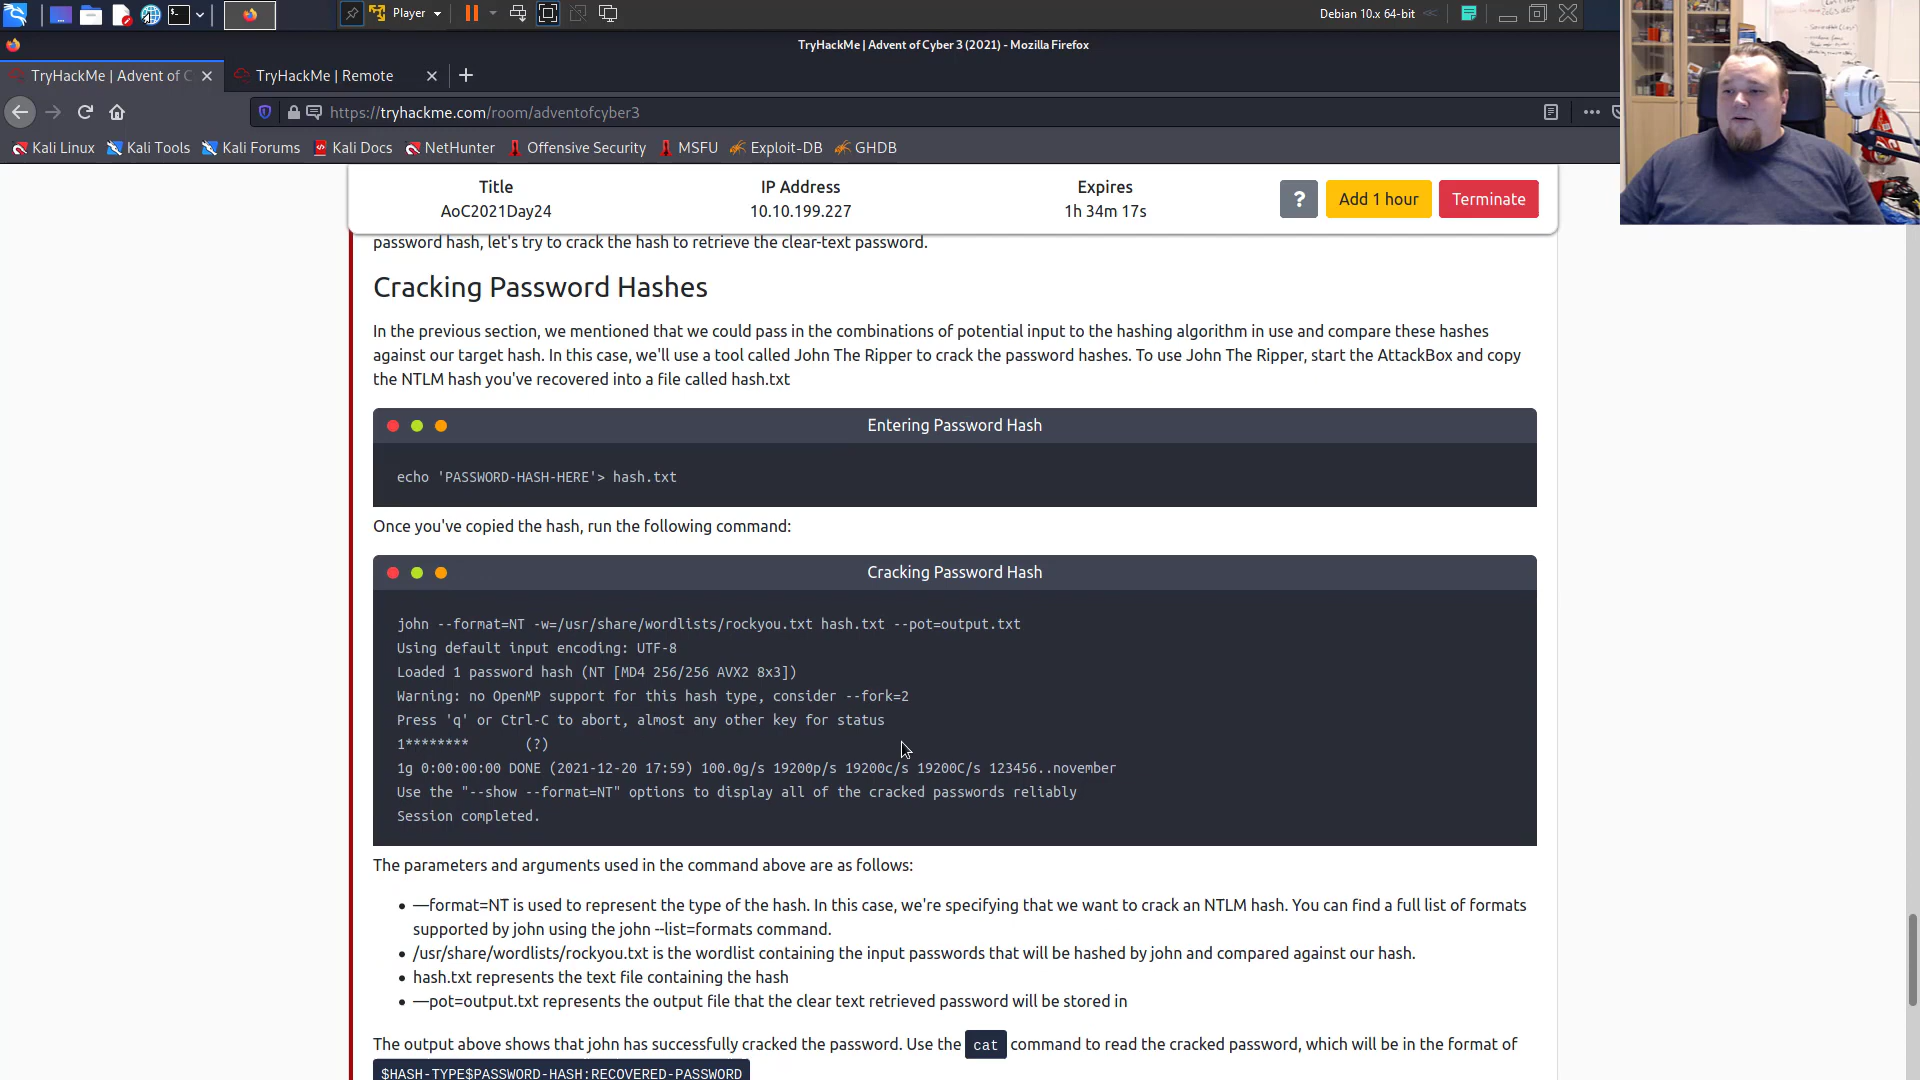 Player
Debian 10.x 64-bit
TryHackMe | Advent of Cyber 3 (2021) - Mozilla Firefox
TryHackMe | Advent of C
TryHackMe | Remote
https://tryhackme.com/room/adventofcyber3
Kali Linux Kali Tools Kali Forums Kali Docs NetHunter Offensive Security MSFU Exploit-DB GHDB
Title IP Address Expires
AoC2021Day24 10.10.199.227 1h 34m 17s
? Add 1 hour Terminate
password hash, let's try to crack the hash to retrieve the clear-text password.
Cracking Password Hashes
In the previous section, we mentioned that we could pass in the combinations of potential input to the hashing algorithm in use and compare these hashes
against our target hash. In this case, we'll use a tool called John The Ripper to crack the password hashes. To use John The Ripper, start the AttackBox and copy
the NTLM hash you've recovered into a file called hash.txt
Entering Password Hash
echo 'PASSWORD-HASH-HERE'> hash.txt
Once you've copied the hash, run the following command:
Cracking Password Hash
john --format=NT -w=/usr/share/wordlists/rockyou.txt hash.txt --pot=output.txt
Using default input encoding: UTF-8
Loaded 1 password hash (NT [MD4 256/256 AVX2 8x3])
Warning: no OpenMP support for this hash type, consider --fork=2
Press 'q' or Ctrl-C to abort, almost any other key for status
1******** (?)
1g 0:00:00:00 DONE (2021-12-20 17:59) 100.0g/s 19200p/s 19200c/s 19200C/s 123456..november
Use the "--show --format=NT" options to display all of the cracked passwords reliably
Session completed.
The parameters and arguments used in the command above are as follows:
• —format=NT is used to represent the type of the hash. In this case, we're specifying that we want to crack an NTLM hash. You can find a full list of formats
supported by john using the john --list=formats command.
• /usr/share/wordlists/rockyou.txt is the wordlist containing the input passwords that will be hashed by john and compared against our hash.
• hash.txt represents the text file containing the hash
• —pot=output.txt represents the output file that the clear text retrieved password will be stored in
The output above shows that john has successfully cracked the password. Use the cat command to read the cracked password, which will be in the format of
$HASH-TYPE$PASSWORD-HASH:RECOVERED-PASSWORD